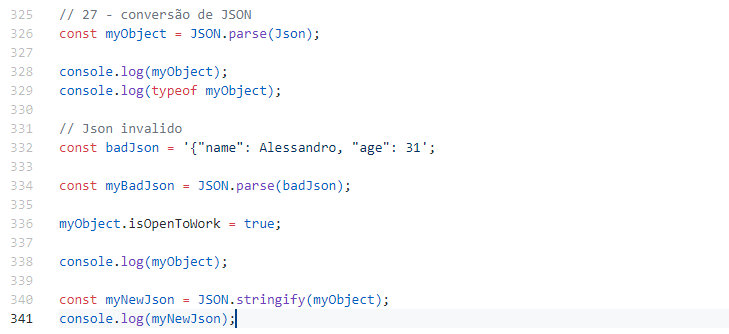 325 // 27 - conversão de JSON
326 const myObject = JSON.parse(Json);
327
328 console.log(myObject);
329 console.log(typeof myObject);
330
331 // Json invalido
332 const badJson = '{"name": Alessandro, "age": 31';
333
334 const myBadJson = JSON.parse(badJson);
335
336 myObject.isOpenToWork = true;
337
338 console.log(myObject);
339
340 const myNewJson = JSON.stringify(myObject);
341 console.log(myNewJson);